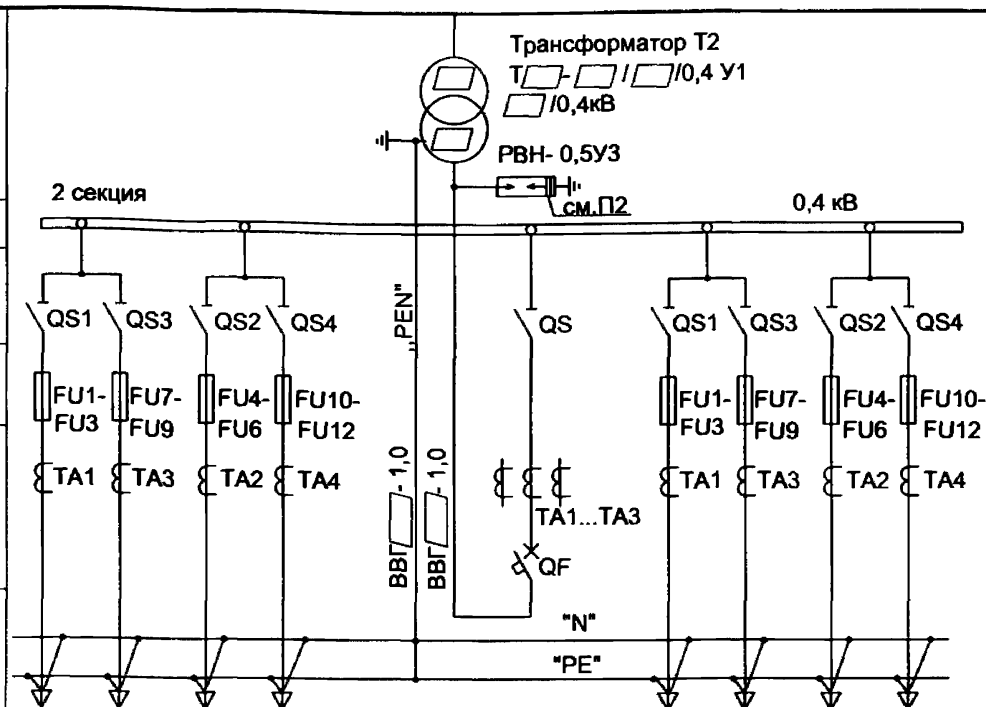 Трансформатор Т2
Т - / /0,4 У1
/0,4кВ
РВН- 0,5У3
см.П2
2 секция
0,4 кВ
QS1
QS3
QS2
QS4
„PEN"
QS
QS1
QS3
QS2
QS4
FU1-
FU3
FU7-
FU9
FU4-
FU6
FU10-
FU12
FU1-
FU3
FU7-
FU9
FU4-
FU6
FU10-
FU12
TA1
TA3
TA2
TA4
ВВГ - 1,0
ВВГ - 1,0
TA1...TA3
TA1
TA3
TA2
TA4
QF
"N"
"PE"